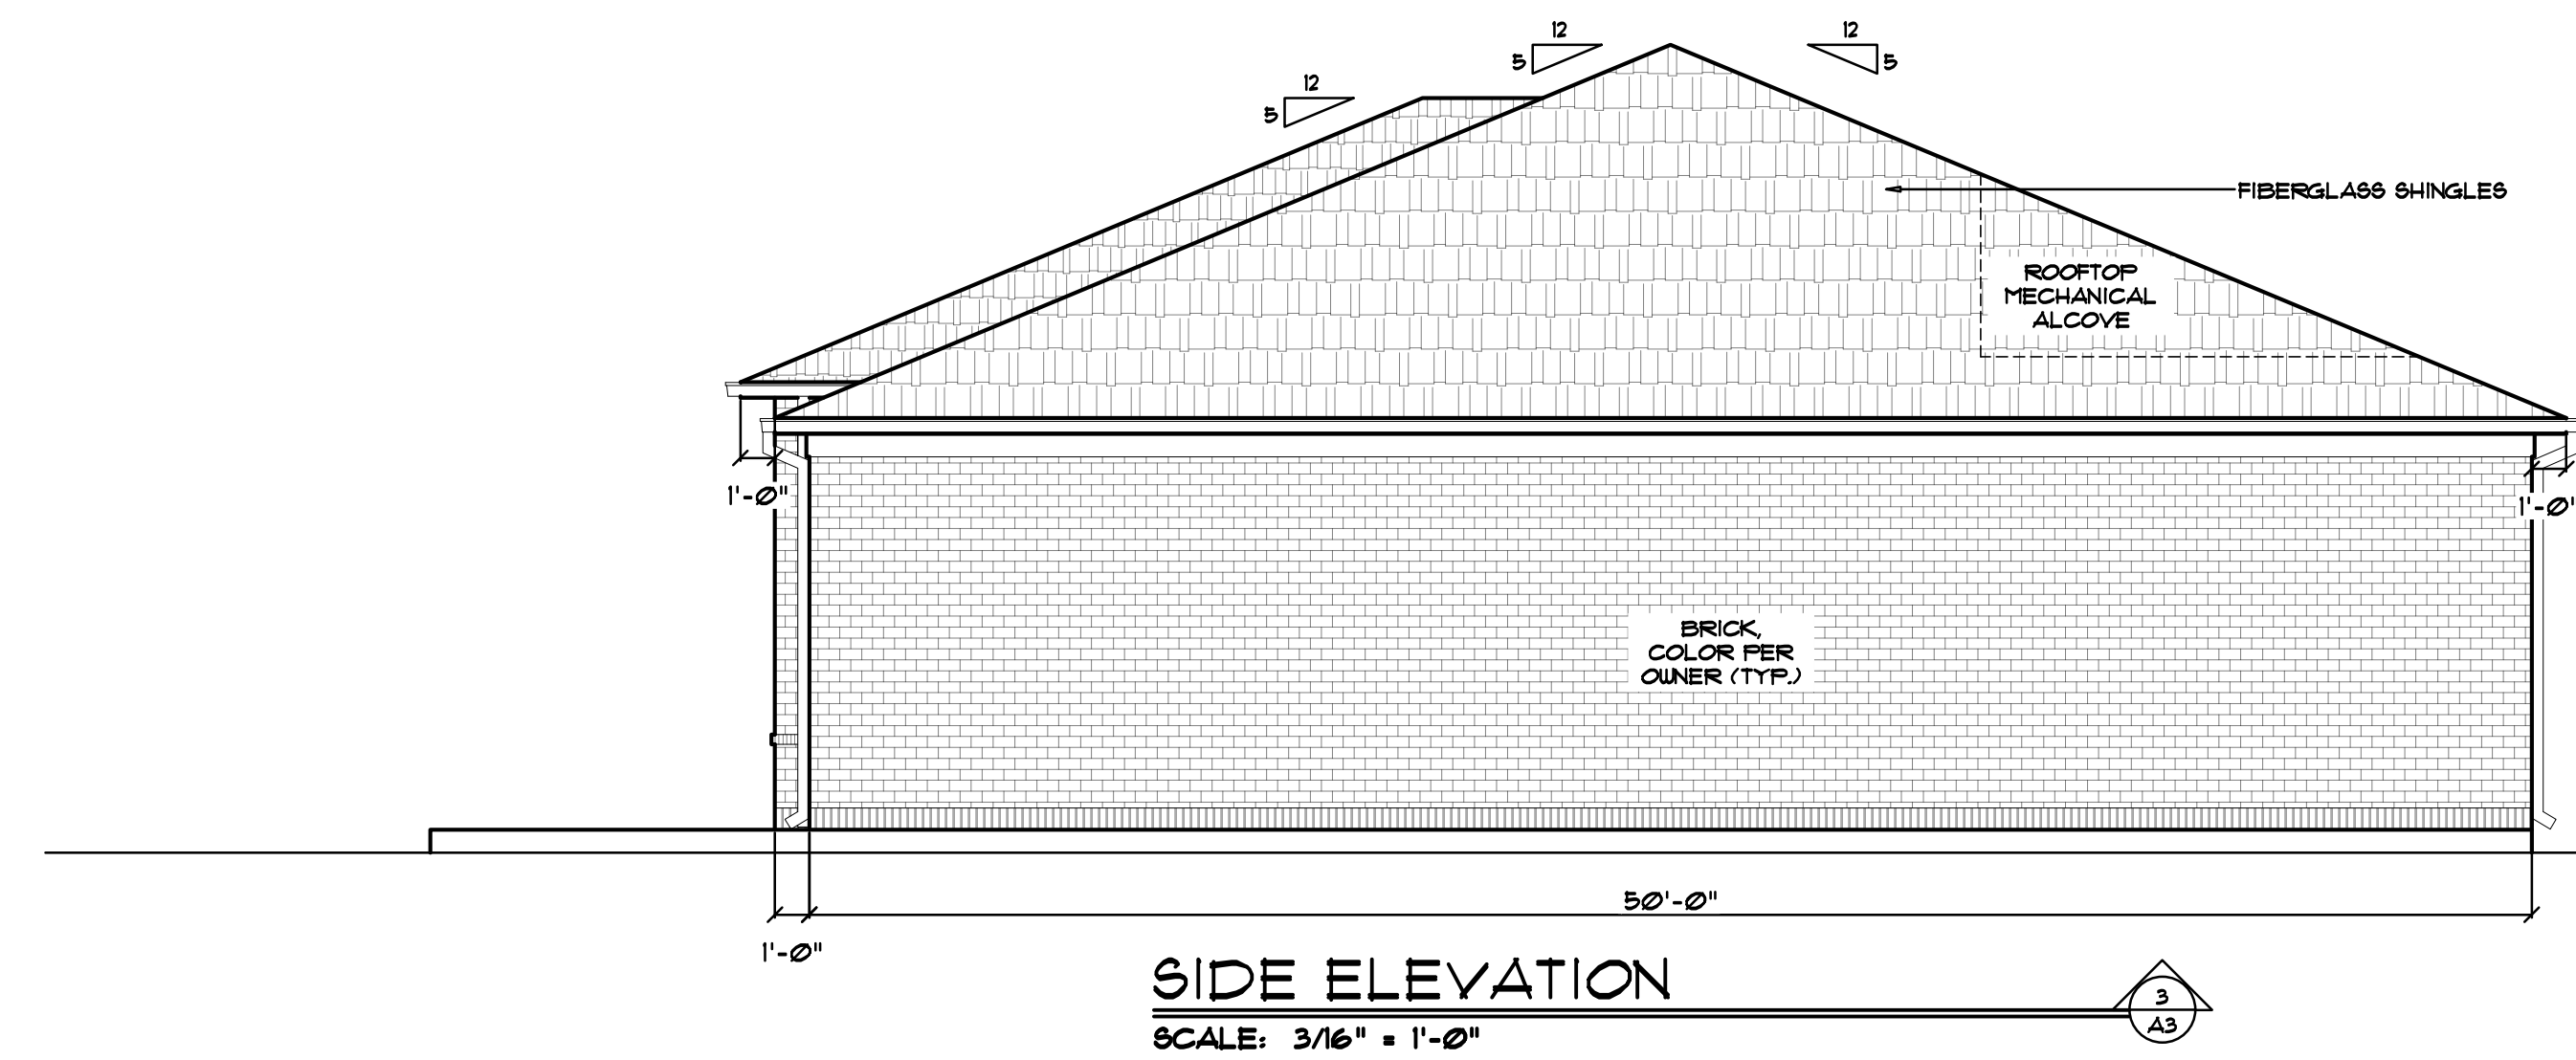 12
12
5
5
12
5
FIBERGLASS SHINGLES
ROOFTOP
MECHANICAL
ALCOVE
1'-0"
1'-0"
BRICK,
COLOR PER
OWNER (TYP.)
50'-0"
1'-0"
SIDE ELEVATION
3
A3
SCALE: 3/16" = 1'-0"